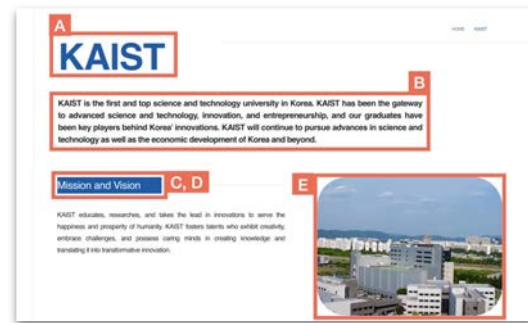 A
HOME KAIST
KAIST
B
KAIST is the first and top science and technology university in Korea. KAIST has been the gateway
to advanced science and technology, innovation, and entrepreneurship, and our graduates have
been key players behind Korea' innovations. KAIST will continue to pursue advances in science and
technology as well as the economic development of Korea and beyond.
Mission and Vision
C, D
E
KAIST educates, researches, and takes the lead in innovations to serve the
happiness and prosperity of humanity. KAIST fosters talents who exhibit creativity,
embrace challenges, and possess caring minds in creating knowledge and
translating it into transformative innovation.